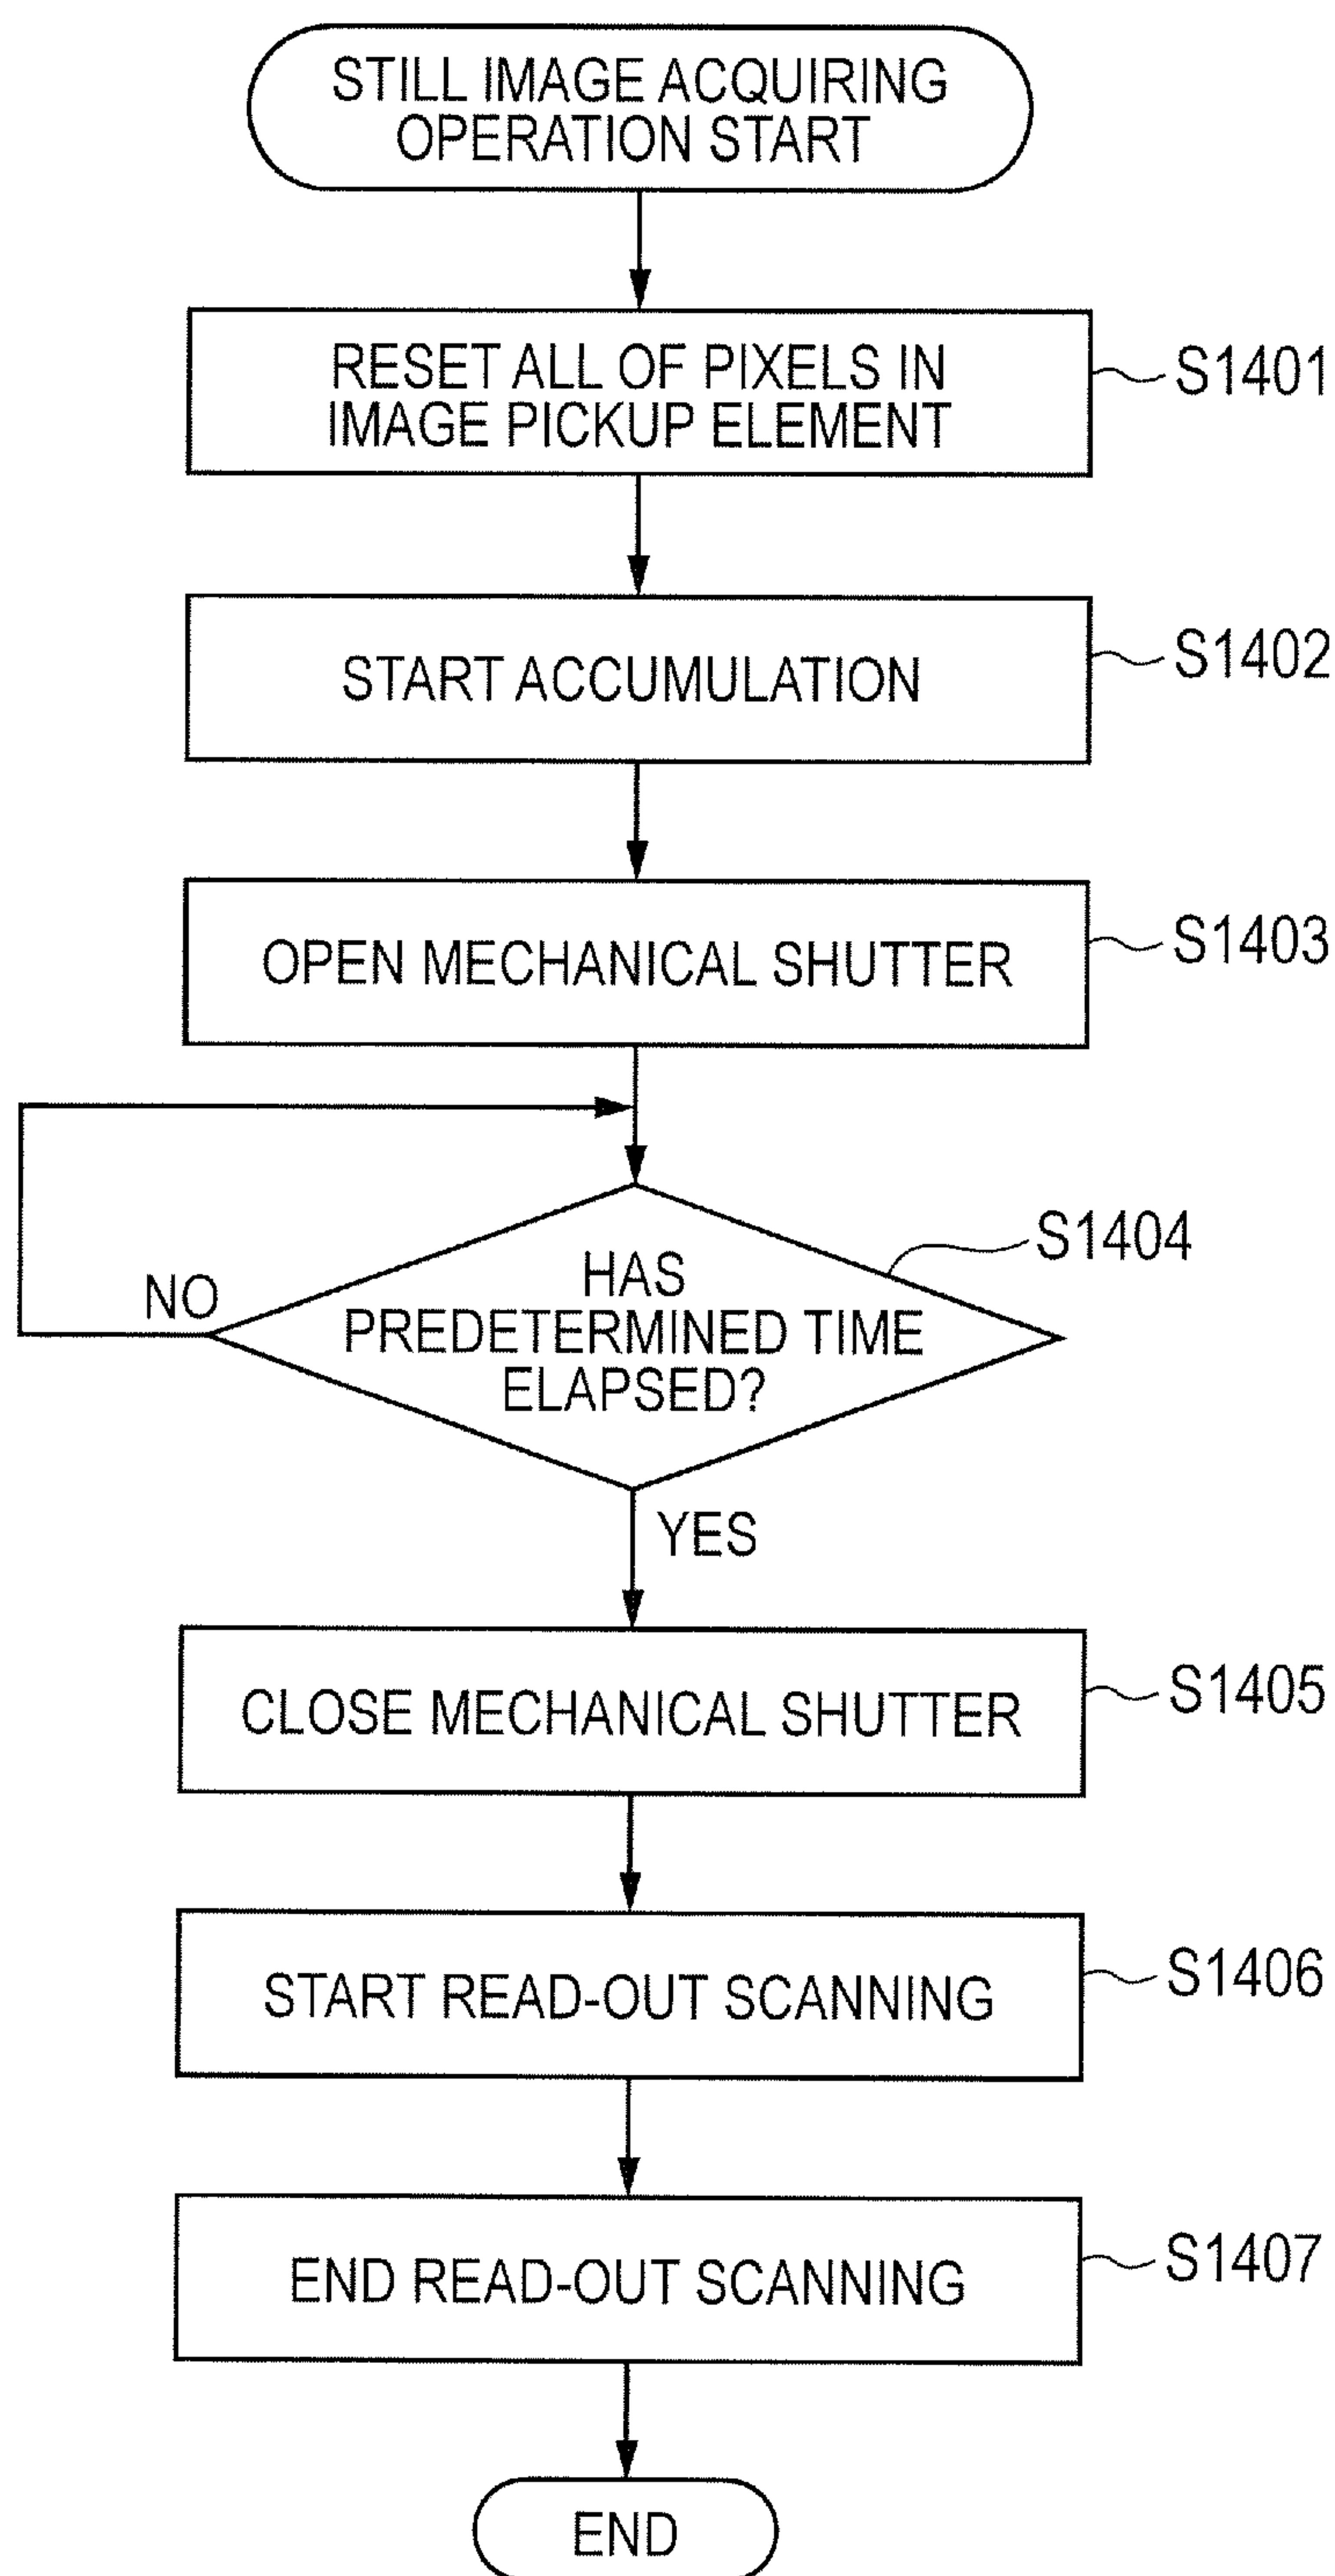 STILL IMAGE ACQUIRING
OPERATION START
RESET ALL OF PIXELS IN
IMAGE PICKUP ELEMENT
S1401
START ACCUMULATION
S1402
OPEN MECHANICAL SHUTTER
S1403
S1404
HAS
PREDETERMINED TIME
ELAPSED?
NO
YES
CLOSE MECHANICAL SHUTTER
S1405
START READ-OUT SCANNING
S1406
END READ-OUT SCANNING
S1407
END